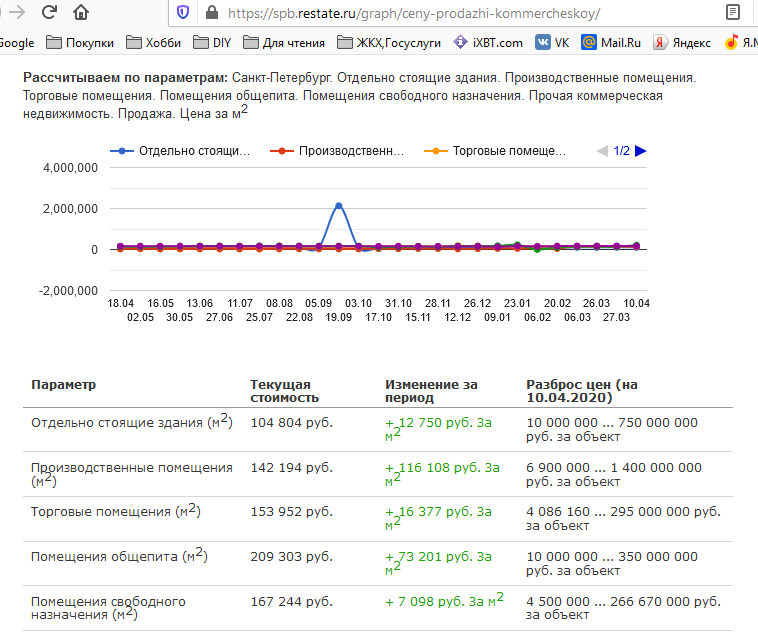 https://spb.restate.ru/graph/ceny-prodazhi-kommercheskoy/
Google Покупки Хобби DIY Для чтения ЖКХ,Госуслуги iXBT.com VK Mail.Ru Яндекс Я.М
Рассчитываем по параметрам: Санкт-Петербург. Отдельно стоящие здания. Производственные помещения.
Торговые помещения. Помещения общепита. Помещения свободного назначения. Прочая коммерческая
недвижимость. Продажа. Цена за м2
Отдельно стоящи... Производственн... Торговые помеще... 1/2
4,000,000
2,000,000
0
-2,000,000
18.04 16.05 13.06 11.07 08.08 05.09 03.10 31.10 28.11 26.12 23.01 20.02 26.03 10.04
02.05 30.05 27.06 25.07 22.08 19.09 17.10 15.11 12.12 09.01 06.02 06.03 27.03
Параметр Текущая стоимость Изменение за период Разброс цен (на 10.04.2020)
Отдельно стоящие здания (м2) 104 804 руб. + 12 750 руб. За м2 10 000 000 ... 750 000 000 руб. за объект
Производственные помещения (м2) 142 194 руб. + 116 108 руб. За м2 6 900 000 ... 1 400 000 000 руб. за объект
Торговые помещения (м2) 153 952 руб. + 16 377 руб. За м2 4 086 160 ... 295 000 000 руб. за объект
Помещения общепита (м2) 209 303 руб. + 73 201 руб. За м2 10 000 000 ... 350 000 000 руб. за объект
Помещения свободного назначения (м2) 167 244 руб. + 7 098 руб. За м2 4 500 000 ... 266 670 000 руб. за объект